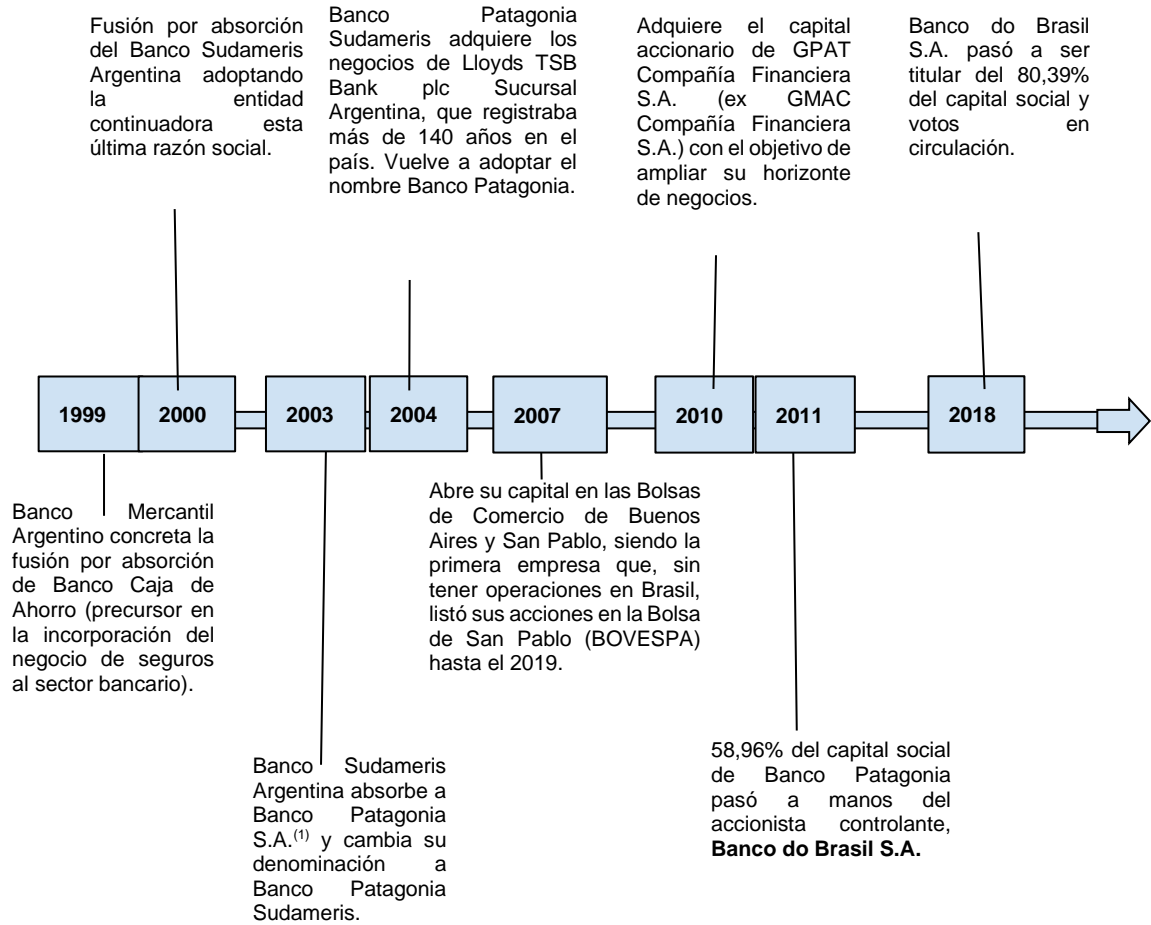 Fusión por absorción
del Banco Sudameris
Argentina adoptando
la entidad
continuadora esta
última razón social.
Banco Patagonia
Sudameris adquiere los
negocios de Lloyds TSB
Bank plc Sucursal
Argentina, que registraba
más de 140 años en el
país. Vuelve a adoptar el
nombre Banco Patagonia.
Adquiere el capital
accionario de GPAT
Compañía Financiera
S.A. (ex GMAC
Compañía Financiera
S.A.) con el objetivo de
ampliar su horizonte
de negocios.
Banco do Brasil
S.A. pasó a ser
titular del 80,39%
del capital social y
votos en
circulación.
1999
2000
2003
2004
2007
2010
2011
2018
Banco Mercantil
Argentino concreta la
fusión por absorción
de Banco Caja de
Ahorro (precursor en
la incorporación del
negocio de seguros
al sector bancario).
Abre su capital en las Bolsas
de Comercio de Buenos
Aires y San Pablo, siendo la
primera empresa que, sin
tener operaciones en Brasil,
listó sus acciones en la Bolsa
de San Pablo (BOVESPA)
hasta el 2019.
Banco Sudameris
Argentina absorbe a
Banco Patagonia
S.A.(1) y cambia su
denominación a
Banco Patagonia
Sudameris.
58,96% del capital social
de Banco Patagonia
pasó a manos del
accionista controlante,
Banco do Brasil S.A.